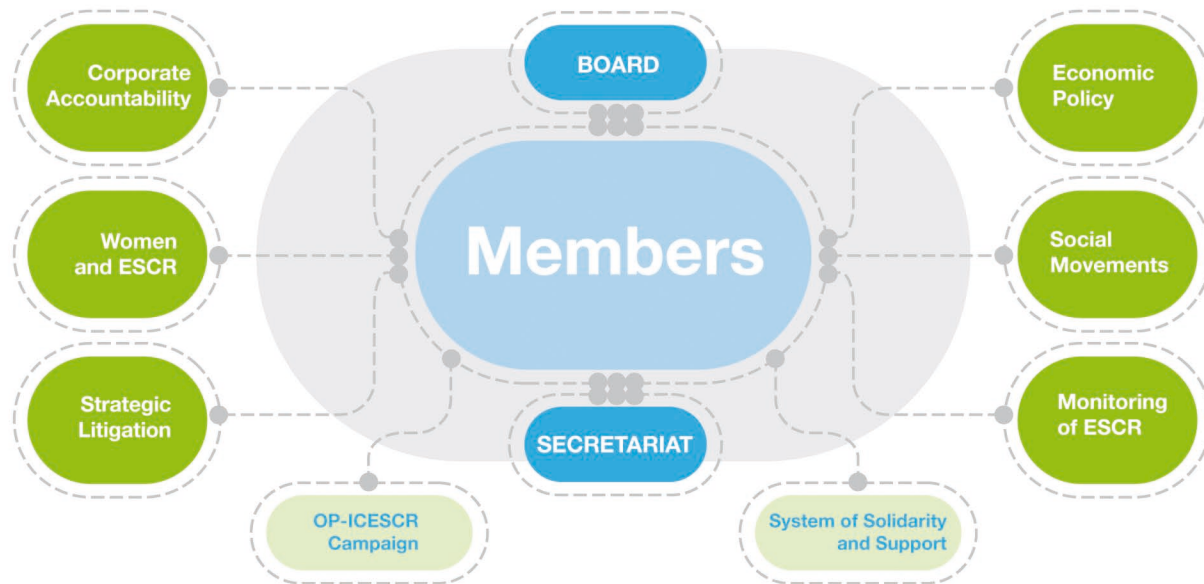 BOARD
Corporate
Accountability
Economic
Policy
Members
Women
and ESCR
Social
Movements
Strategic
Litigation
SECRETARIAT
Monitoring
of ESCR
OP-ICESCR
Campaign
System of Solidarity
and Support